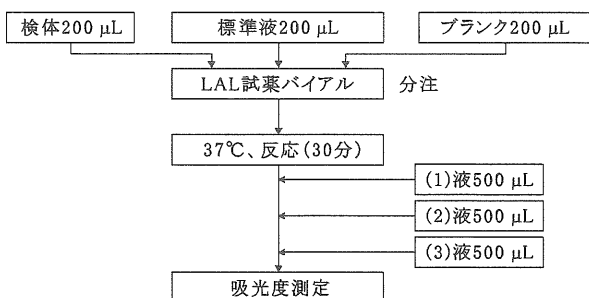 検体200 μL
標準液200 μL
ブランク200 μL
LAL試薬バイアル
分注
37℃、反応(30分)
(1)液500 μL
(2)液500 μL
(3)液500 μL
吸光度測定